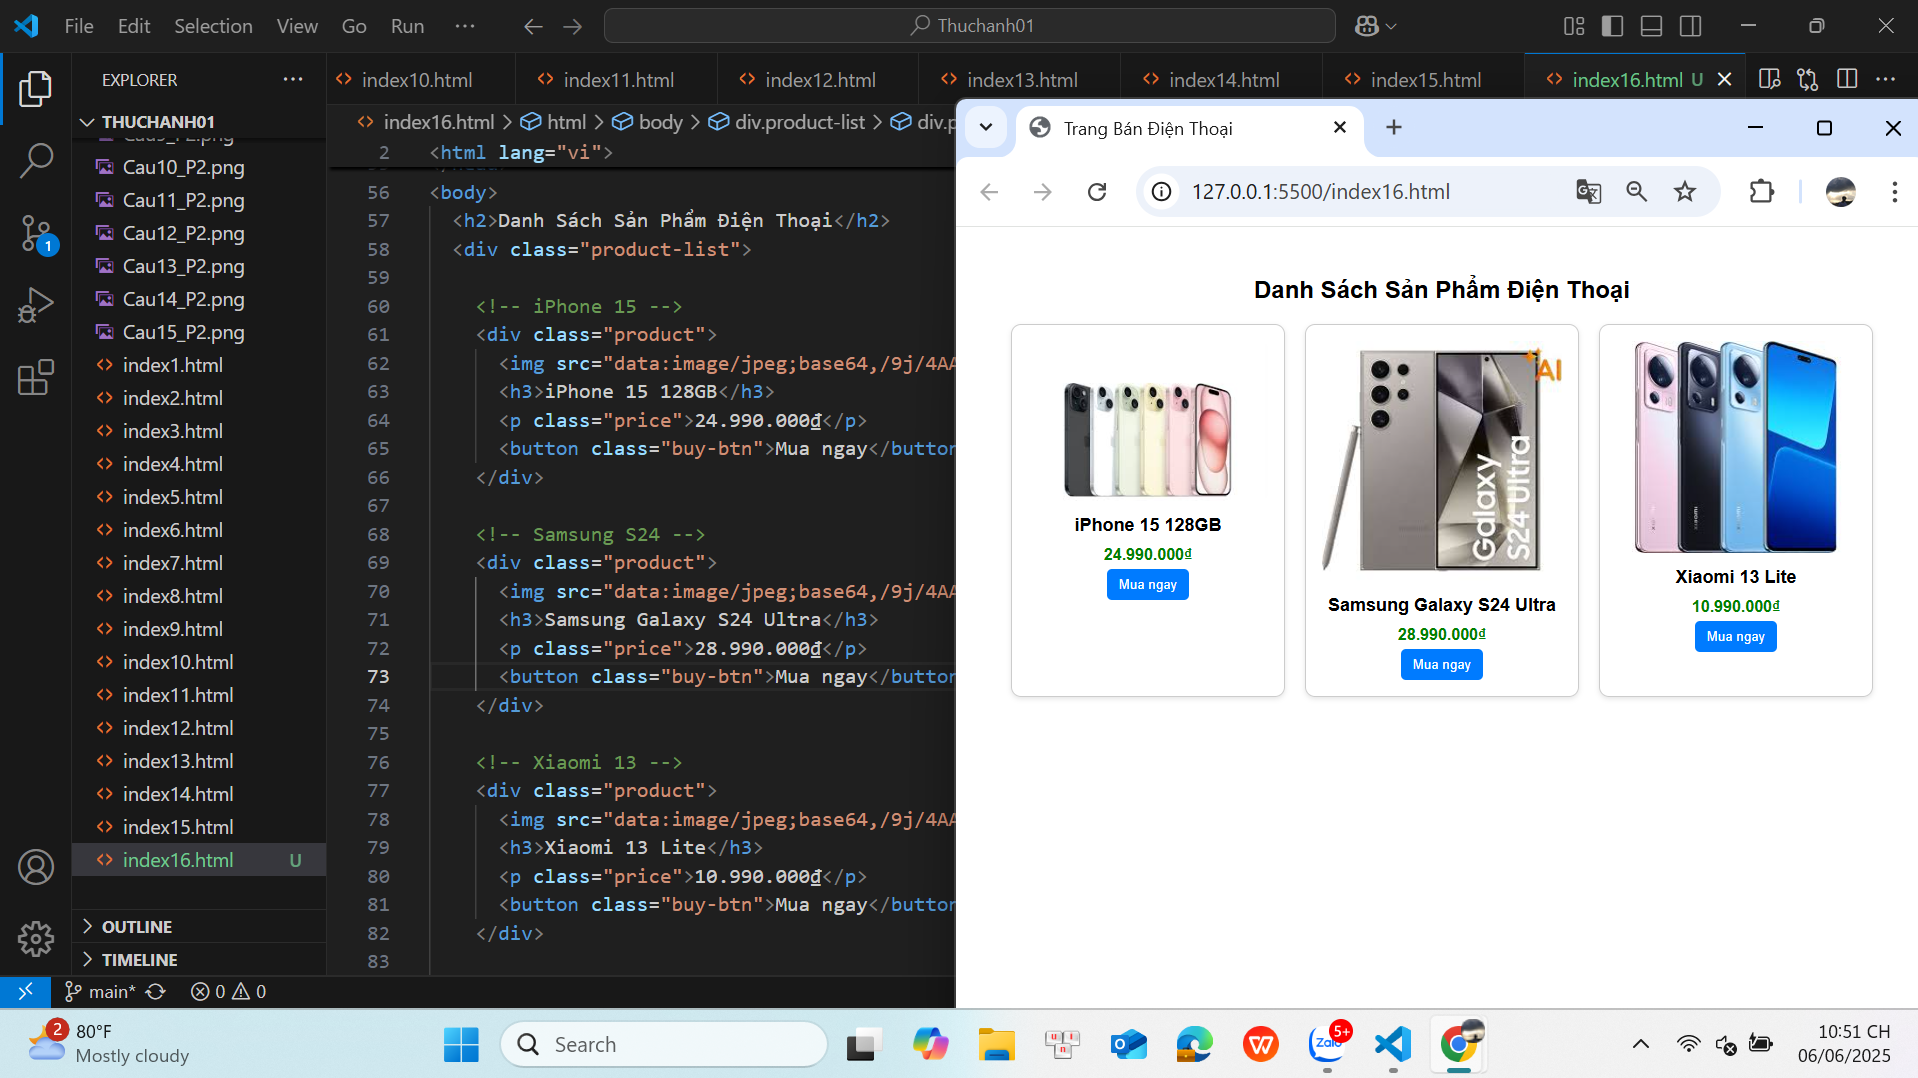 File Edit Selection View Go Run ··· Thuchanh01
EXPLORER ···
index10.html index11.html index12.html index13.html index14.html index15.html index16.html U
THUCHANH01
Cau10_P2.png
Cau11_P2.png
Cau12_P2.png
Cau13_P2.png
Cau14_P2.png
Cau15_P2.png
index1.html
index2.html
index3.html
index4.html
index5.html
index6.html
index7.html
index8.html
index9.html
index10.html
index11.html
index12.html
index13.html
index14.html
index15.html
index16.html U
OUTLINE
TIMELINE
1
index16.html > html > body > div.product-list > div.p
2 <html lang="vi">
56 <body>
57 <h2>Danh Sách Sản Phẩm Điện Thoại</h2>
58 <div class="product-list">
59
60 <!-- iPhone 15 -->
61 <div class="product">
62 <img src="data:image/jpeg;base64,/9j/4AA
63 <h3>iPhone 15 128GB</h3>
64 <p class="price">24.990.000₫</p>
65 <button class="buy-btn">Mua ngay</button
66 </div>
67
68 <!-- Samsung S24 -->
69 <div class="product">
70 <img src="data:image/jpeg;base64,/9j/4AA
71 <h3>Samsung Galaxy S24 Ultra</h3>
72 <p class="price">28.990.000₫</p>
73 <button class="buy-btn">Mua ngay</button
74 </div>
75
76 <!-- Xiaomi 13 -->
77 <div class="product">
78 <img src="data:image/jpeg;base64,/9j/4AA
79 <h3>Xiaomi 13 Lite</h3>
80 <p class="price">10.990.000₫</p>
81 <button class="buy-btn">Mua ngay</button
82 </div>
83
main* 0 0
Trang Bán Điện Thoại
127.0.0.1:5500/index16.html
Danh Sách Sản Phẩm Điện Thoại
iPhone 15 128GB
24.990.000₫
Mua ngay
AI
Galaxy
S24 Ultra
Samsung Galaxy S24 Ultra
28.990.000₫
Mua ngay
Xiaomi 13 Lite
10.990.000₫
Mua ngay
2
80°F
Mostly cloudy
Search
Zalo
5+
10:51 CH
06/06/2025